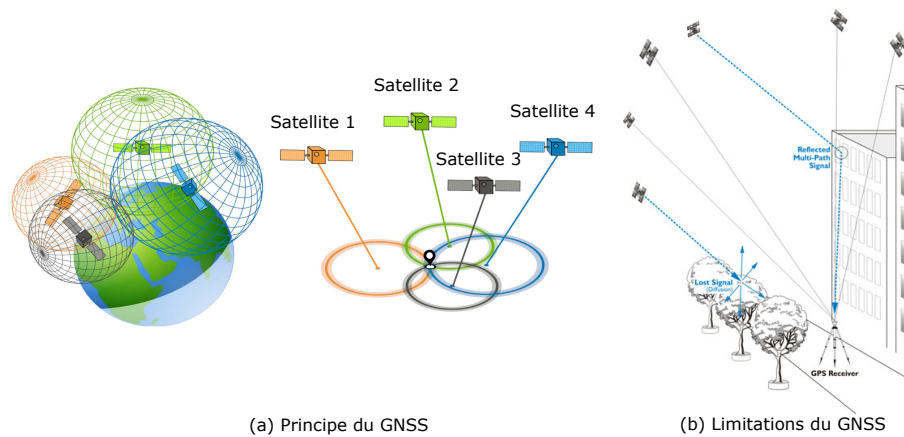 Satellite 1
Satellite 2
Satellite 3
Satellite 4
(a) Principe du GNSS
Reflected
Multi-Path
Signal
Lost Signal
(Diffusion)
GPS Receiver
(b) Limitations du GNSS